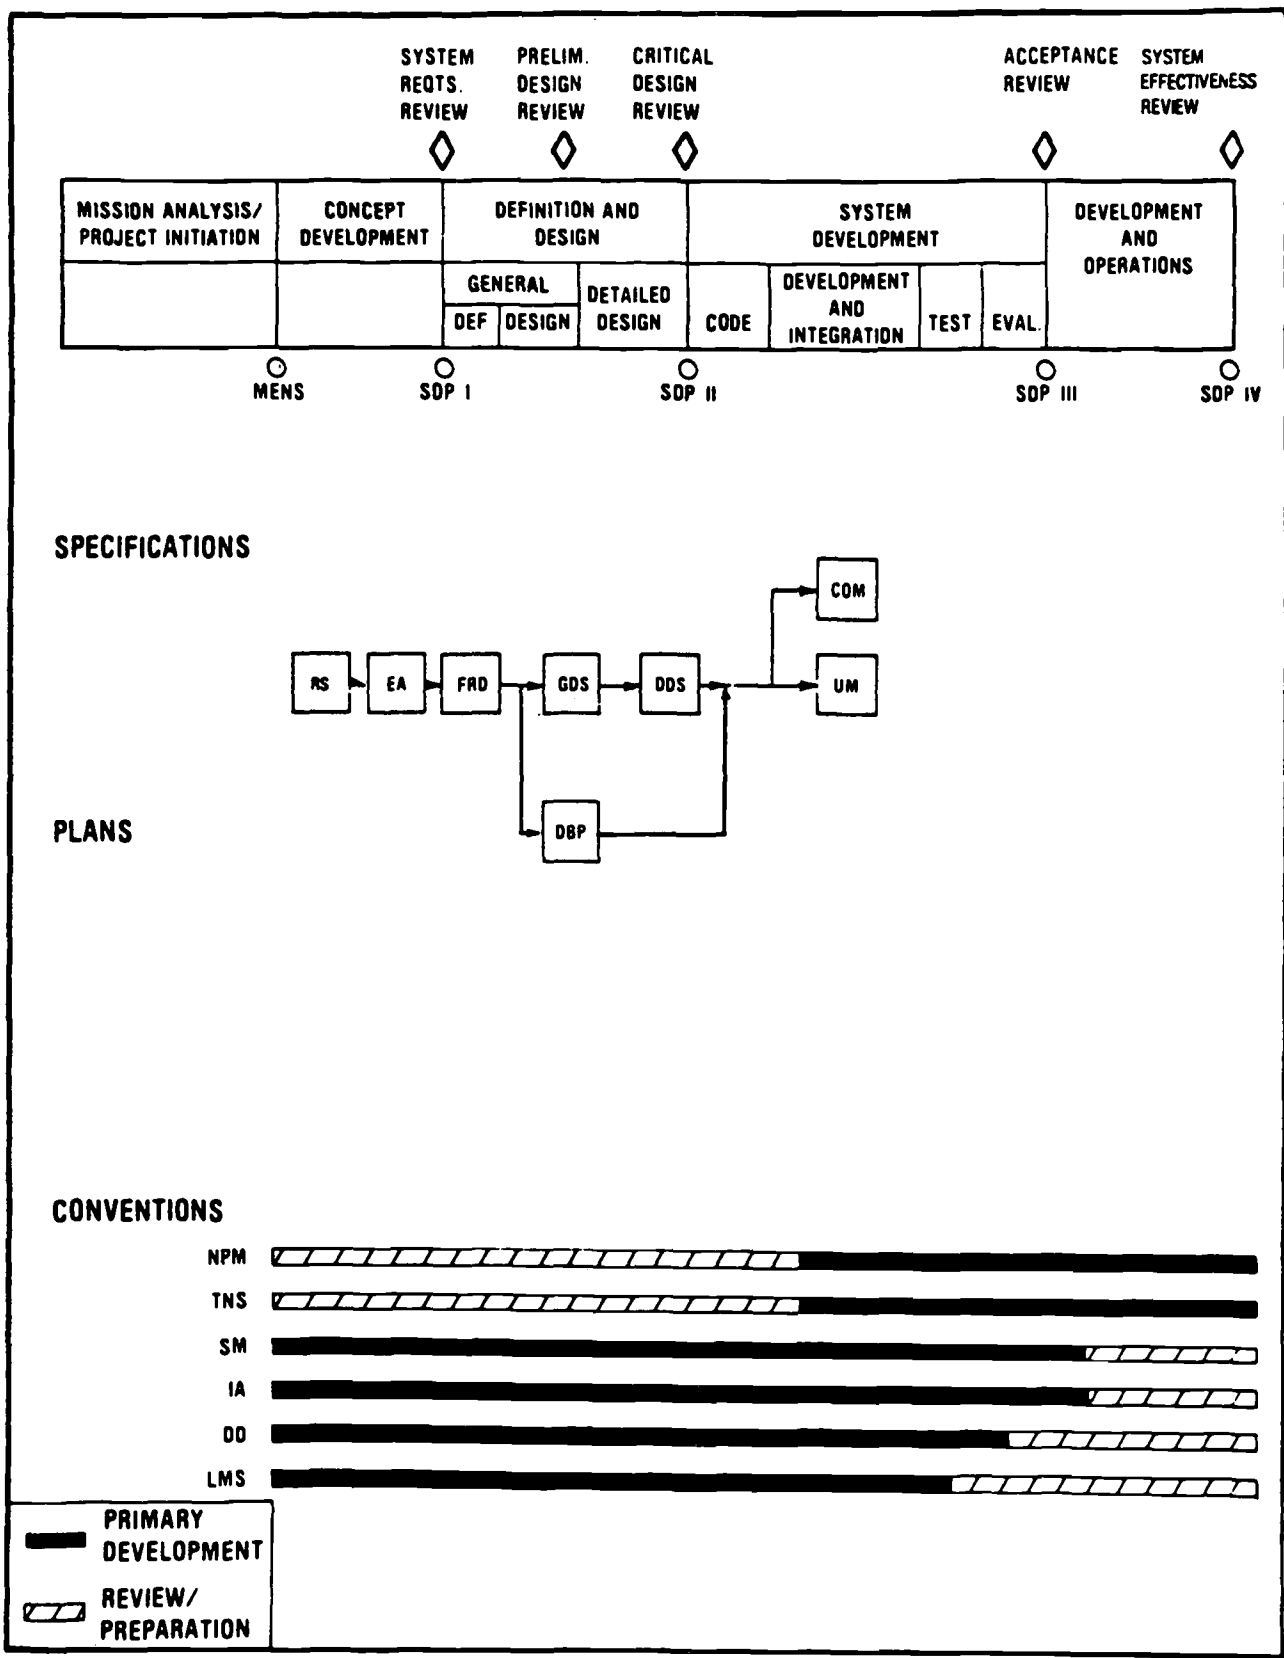 SYSTEM
REQTS.
REVIEW
PRELIM.
DESIGN
REVIEW
CRITICAL
DESIGN
REVIEW
ACCEPTANCE
REVIEW
SYSTEM
EFFECTIVENESS
REVIEW
MISSION ANALYSIS/
PROJECT INITIATION
CONCEPT
DEVELOPMENT
DEFINITION AND
DESIGN
SYSTEM
DEVELOPMENT
DEVELOPMENT
AND
OPERATIONS
GENERAL
DEF
DESIGN
DETAILED
DESIGN
CODE
DEVELOPMENT
AND
INTEGRATION
TEST
EVAL.
MENS
SDP I
SDP II
SDP III
SDP IV
SPECIFICATIONS
COM
RS
EA
FRD
GDS
DDS
UM
PLANS
DBP
CONVENTIONS
NPM
TNS
SM
IA
DD
LMS
PRIMARY
DEVELOPMENT
REVIEW/
PREPARATION